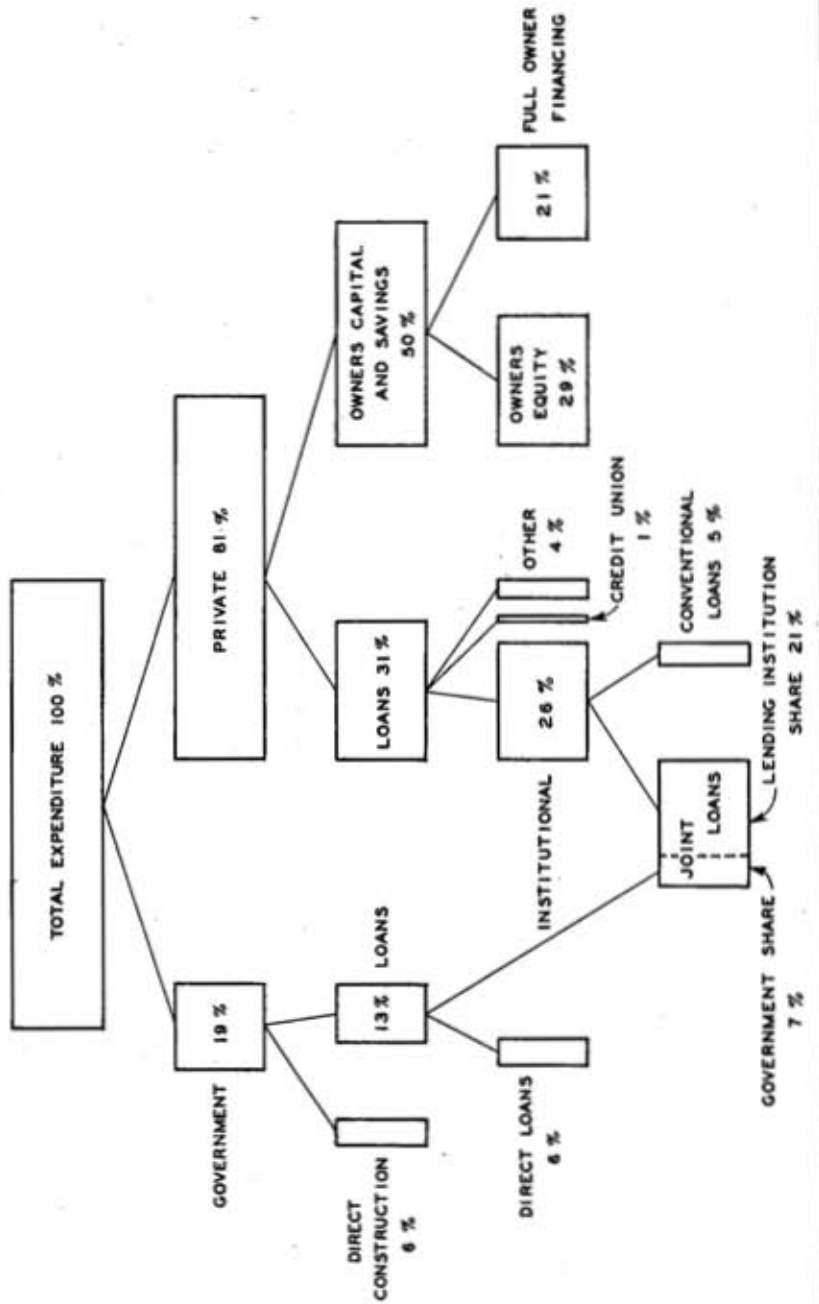 TOTAL EXPENDITURE 100 %
GOVERNMENT
19 %
PRIVATE 81 %
DIRECT
CONSTRUCTION
6 %
13 %
LOANS
LOANS 31 %
OWNERS CAPITAL
AND SAVINGS
50 %
DIRECT LOANS
6 %
INSTITUTIONAL
26 %
OTHER
4 %
CREDIT UNION
1 %
OWNERS
EQUITY
29 %
21 %
FULL OWNER
FINANCING
JOINT
LOANS
CONVENTIONAL
LOANS 5 %
GOVERNMENT SHARE
7 %
LENDING INSTITUTION
SHARE 21 %